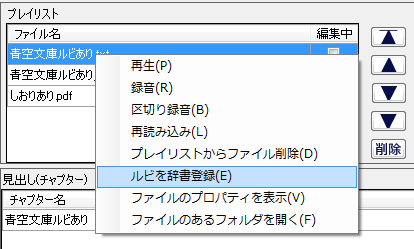 プレイリスト
ファイル名 編集中
青空文庫ルビあり.txt
青空文庫ルビあり
しおりあり.pdf
再生(P)
録音(R)
区切り録音(B)
再読み込み(L)
プレイリストからファイル削除(D)
ルビを辞書登録(E)
ファイルのプロパティを表示(V)
ファイルのあるフォルダを開く(F)
削除
見出し(チャプター)
チャプター名
青空文庫ルビあり